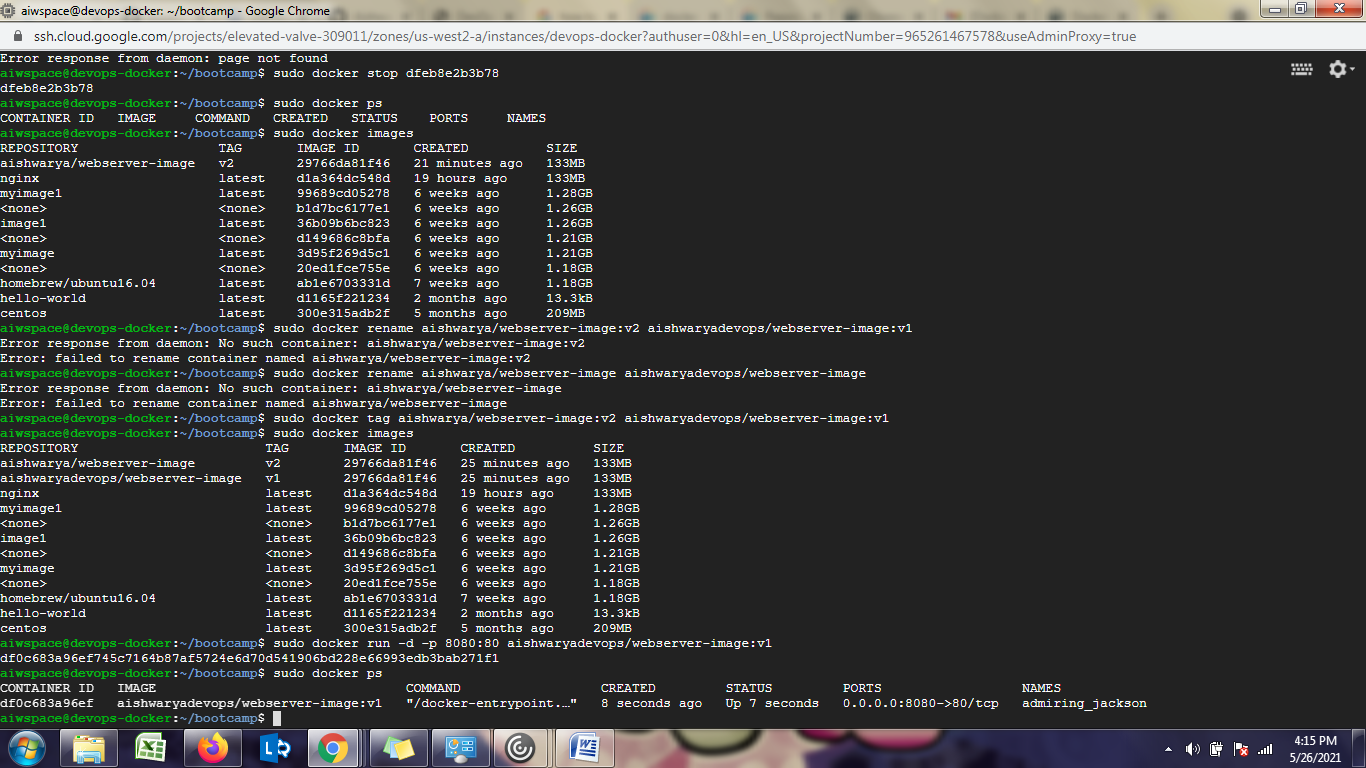 aiwspace@devops-docker: ~/bootcamp - Google Chrome
ssh.cloud.google.com/projects/elevated-valve-309011/zones/us-west2-a/instances/devops-docker?authuser=0&hl=en_US&projectNumber=965261467578&useAdminProxy=true
Error response from daemon: page not found
aiwspace@devops-docker:~/bootcamp$ sudo docker stop dfeb8e2b3b78
dfeb8e2b3b78
aiwspace@devops-docker:~/bootcamp$ sudo docker ps
CONTAINER ID   IMAGE     COMMAND   CREATED   STATUS    PORTS     NAMES
aiwspace@devops-docker:~/bootcamp$ sudo docker images
REPOSITORY                  TAG       IMAGE ID       CREATED          SIZE
aishwarya/webserver-image   v2        29766da81f46   21 minutes ago   133MB
nginx                       latest    d1a364dc548d   19 hours ago     133MB
myimage1                    latest    99689cd05278   6 weeks ago      1.28GB
<none>                      <none>    b1d7bc6177e1   6 weeks ago      1.26GB
image1                      latest    36b09b6bc823   6 weeks ago      1.26GB
<none>                      <none>    d149686c8bfa   6 weeks ago      1.21GB
myimage                     latest    3d95f269d5c1   6 weeks ago      1.21GB
<none>                      <none>    20ed1fce755e   6 weeks ago      1.18GB
homebrew/ubuntu16.04        latest    ab1e6703331d   7 weeks ago      1.18GB
hello-world                 latest    d1165f221234   2 months ago     13.3kB
centos                      latest    300e315adb2f   5 months ago     209MB
aiwspace@devops-docker:~/bootcamp$ sudo docker rename aishwarya/webserver-image:v2 aishwaryadevops/webserver-image:v1
Error response from daemon: No such container: aishwarya/webserver-image:v2
Error: failed to rename container named aishwarya/webserver-image:v2
aiwspace@devops-docker:~/bootcamp$ sudo docker rename aishwarya/webserver-image aishwaryadevops/webserver-image
Error response from daemon: No such container: aishwarya/webserver-image
Error: failed to rename container named aishwarya/webserver-image
aiwspace@devops-docker:~/bootcamp$ sudo docker tag aishwarya/webserver-image:v2 aishwaryadevops/webserver-image:v1
aiwspace@devops-docker:~/bootcamp$ sudo docker images
REPOSITORY                        TAG       IMAGE ID       CREATED          SIZE
aishwarya/webserver-image         v2        29766da81f46   25 minutes ago   133MB
aishwaryadevops/webserver-image   v1        29766da81f46   25 minutes ago   133MB
nginx                             latest    d1a364dc548d   19 hours ago     133MB
myimage1                          latest    99689cd05278   6 weeks ago      1.28GB
<none>                            <none>    b1d7bc6177e1   6 weeks ago      1.26GB
image1                            latest    36b09b6bc823   6 weeks ago      1.26GB
<none>                            <none>    d149686c8bfa   6 weeks ago      1.21GB
myimage                           latest    3d95f269d5c1   6 weeks ago      1.21GB
<none>                            <none>    20ed1fce755e   6 weeks ago      1.18GB
homebrew/ubuntu16.04              latest    ab1e6703331d   7 weeks ago      1.18GB
hello-world                       latest    d1165f221234   2 months ago     13.3kB
centos                            latest    300e315adb2f   5 months ago     209MB
aiwspace@devops-docker:~/bootcamp$ sudo docker run -d -p 8080:80 aishwaryadevops/webserver-image:v1
df0c683a96ef745c7164b87af5724e6d70d541906bd228e66993edb3bab271f1
aiwspace@devops-docker:~/bootcamp$ sudo docker ps
CONTAINER ID   IMAGE                                COMMAND                  CREATED         STATUS         PORTS                  NAMES
df0c683a96ef   aishwaryadevops/webserver-image:v1   "/docker-entrypoint.…"   8 seconds ago   Up 7 seconds   0.0.0.0:8080->80/tcp   admiring_jackson
aiwspace@devops-docker:~/bootcamp$
4:15 PM
5/26/2021